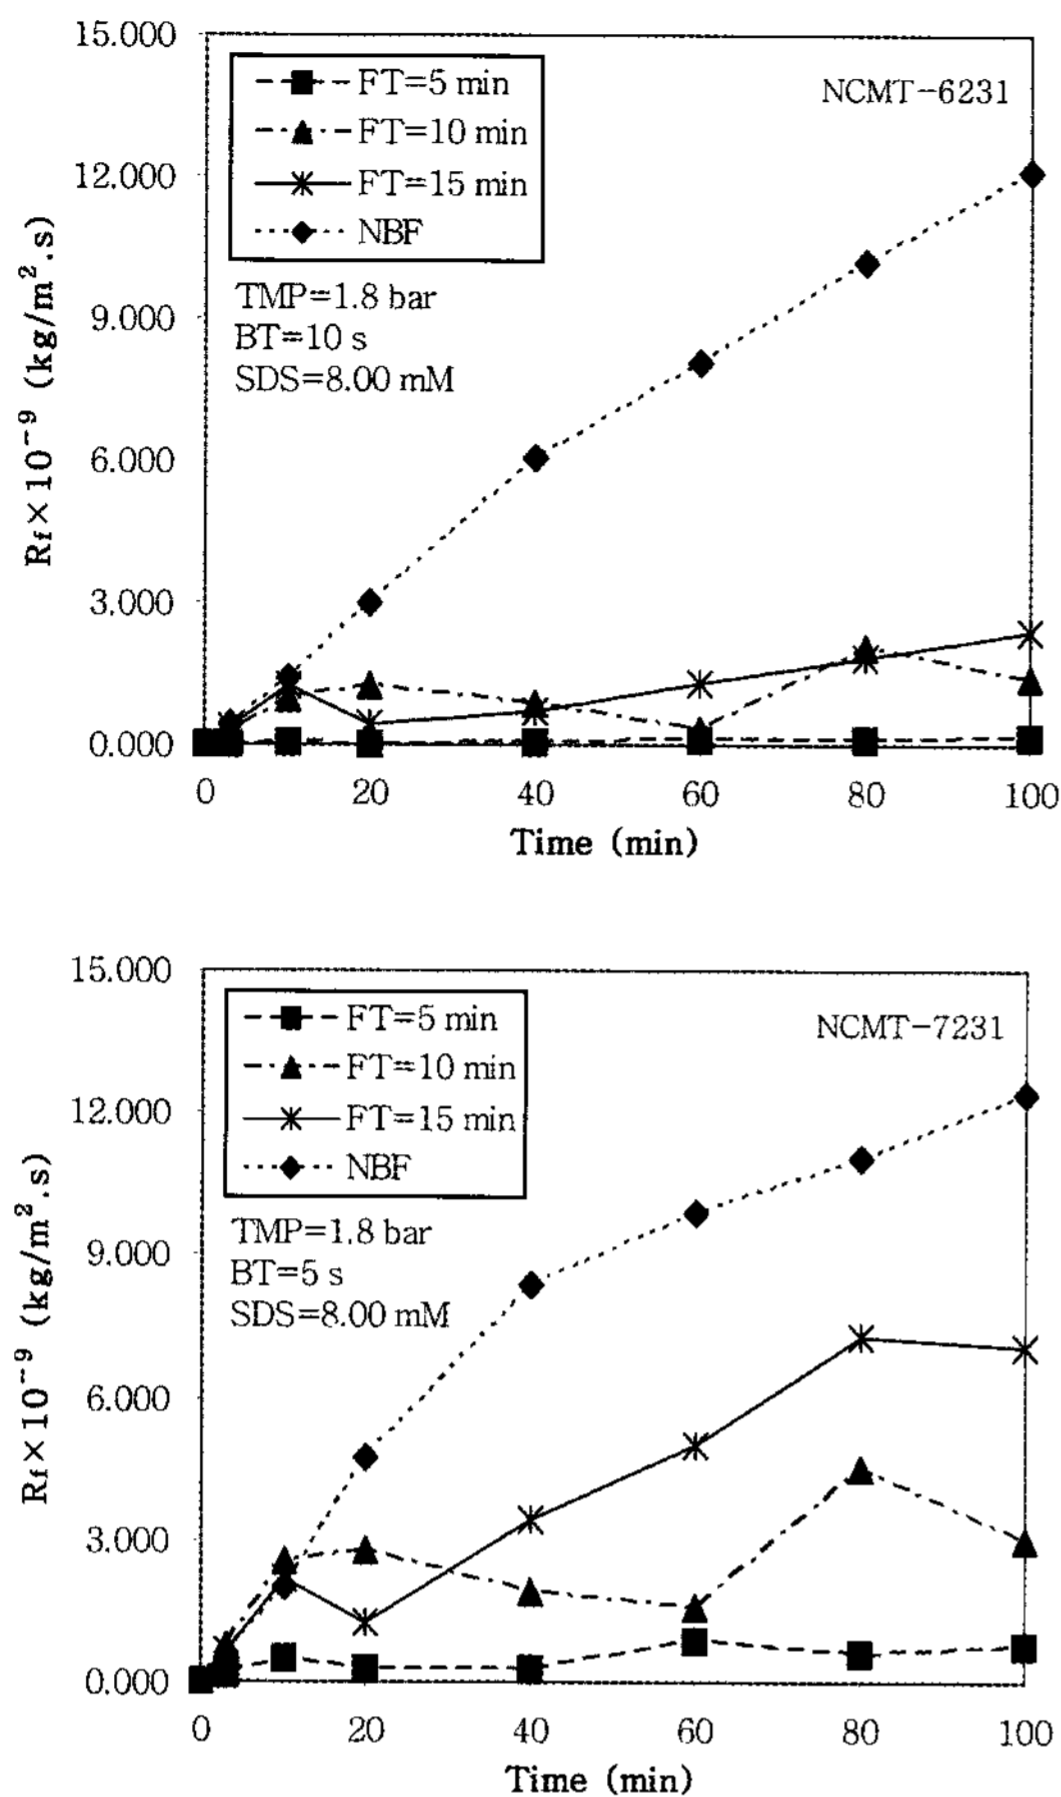 15.000
12.000
9.000
6.000
3.000
0.000
R_f×10⁻⁹ (kg/m².s)
FT=5 min
FT=10 min
FT=15 min
NBF
NCMT-6231
TMP=1.8 bar
BT=10 s
SDS=8.00 mM
0 20 40 60 80 100
Time (min)
15.000
12.000
9.000
6.000
3.000
0.000
R_f×10⁻⁹ (kg/m².s)
FT=5 min
FT=10 min
FT=15 min
NBF
NCMT-7231
TMP=1.8 bar
BT=5 s
SDS=8.00 mM
0 20 40 60 80 100
Time (min)